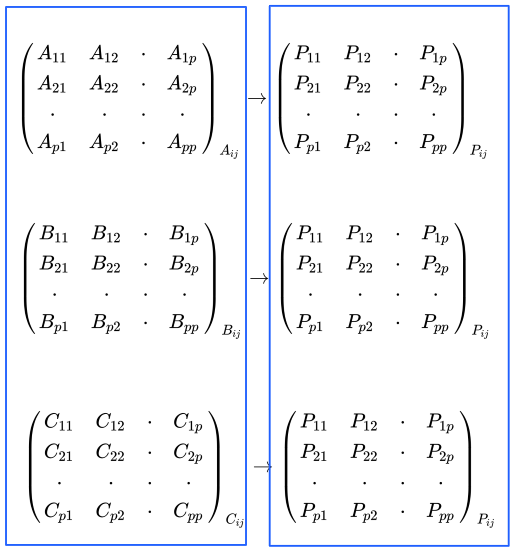 A11 A12 · A1p P11 P12 · P1p
A21 A22 · A2p → P21 P22 · P2p
· · · · · · · ·
Ap1 Ap2 · App Aij Pp1 Pp2 · Ppp Pij
B11 B12 · B1p P11 P12 · P1p
B21 B22 · B2p → P21 P22 · P2p
· · · · · · · ·
Bp1 Bp2 · Bpp Bij Pp1 Pp2 · Ppp Pij
C11 C12 · C1p P11 P12 · P1p
C21 C22 · C2p → P21 P22 · P2p
· · · · · · · ·
Cp1 Cp2 · Cpp Cij Pp1 Pp2 · Ppp Pij